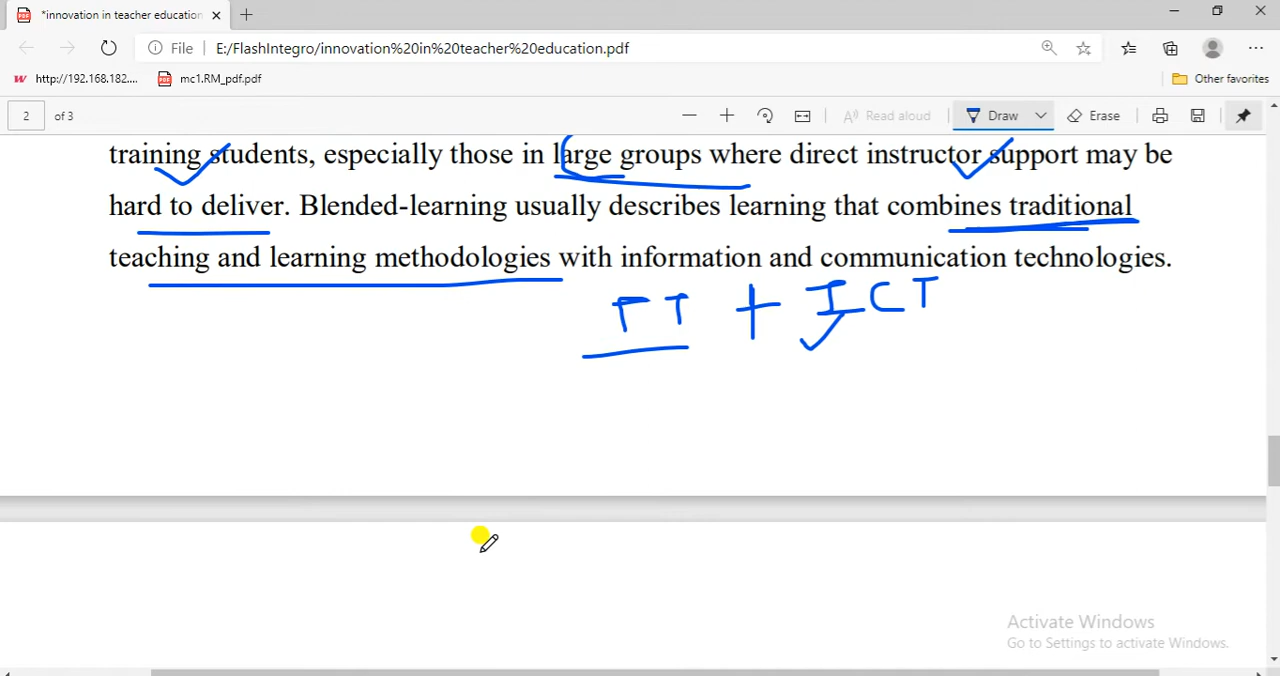 *innovation in teacher education
File E:/FlashIntegro/innovation%20in%20teacher%20education.pdf
http://192.168.182.... mc1.RM_pdf.pdf Other favorites
2 of 3 Read aloud Draw Erase
training students, especially those in large groups where direct instructor support may be
hard to deliver. Blended-learning usually describes learning that combines traditional
teaching and learning methodologies with information and communication technologies.
TT + ICT
Activate Windows
Go to Settings to activate Windows.